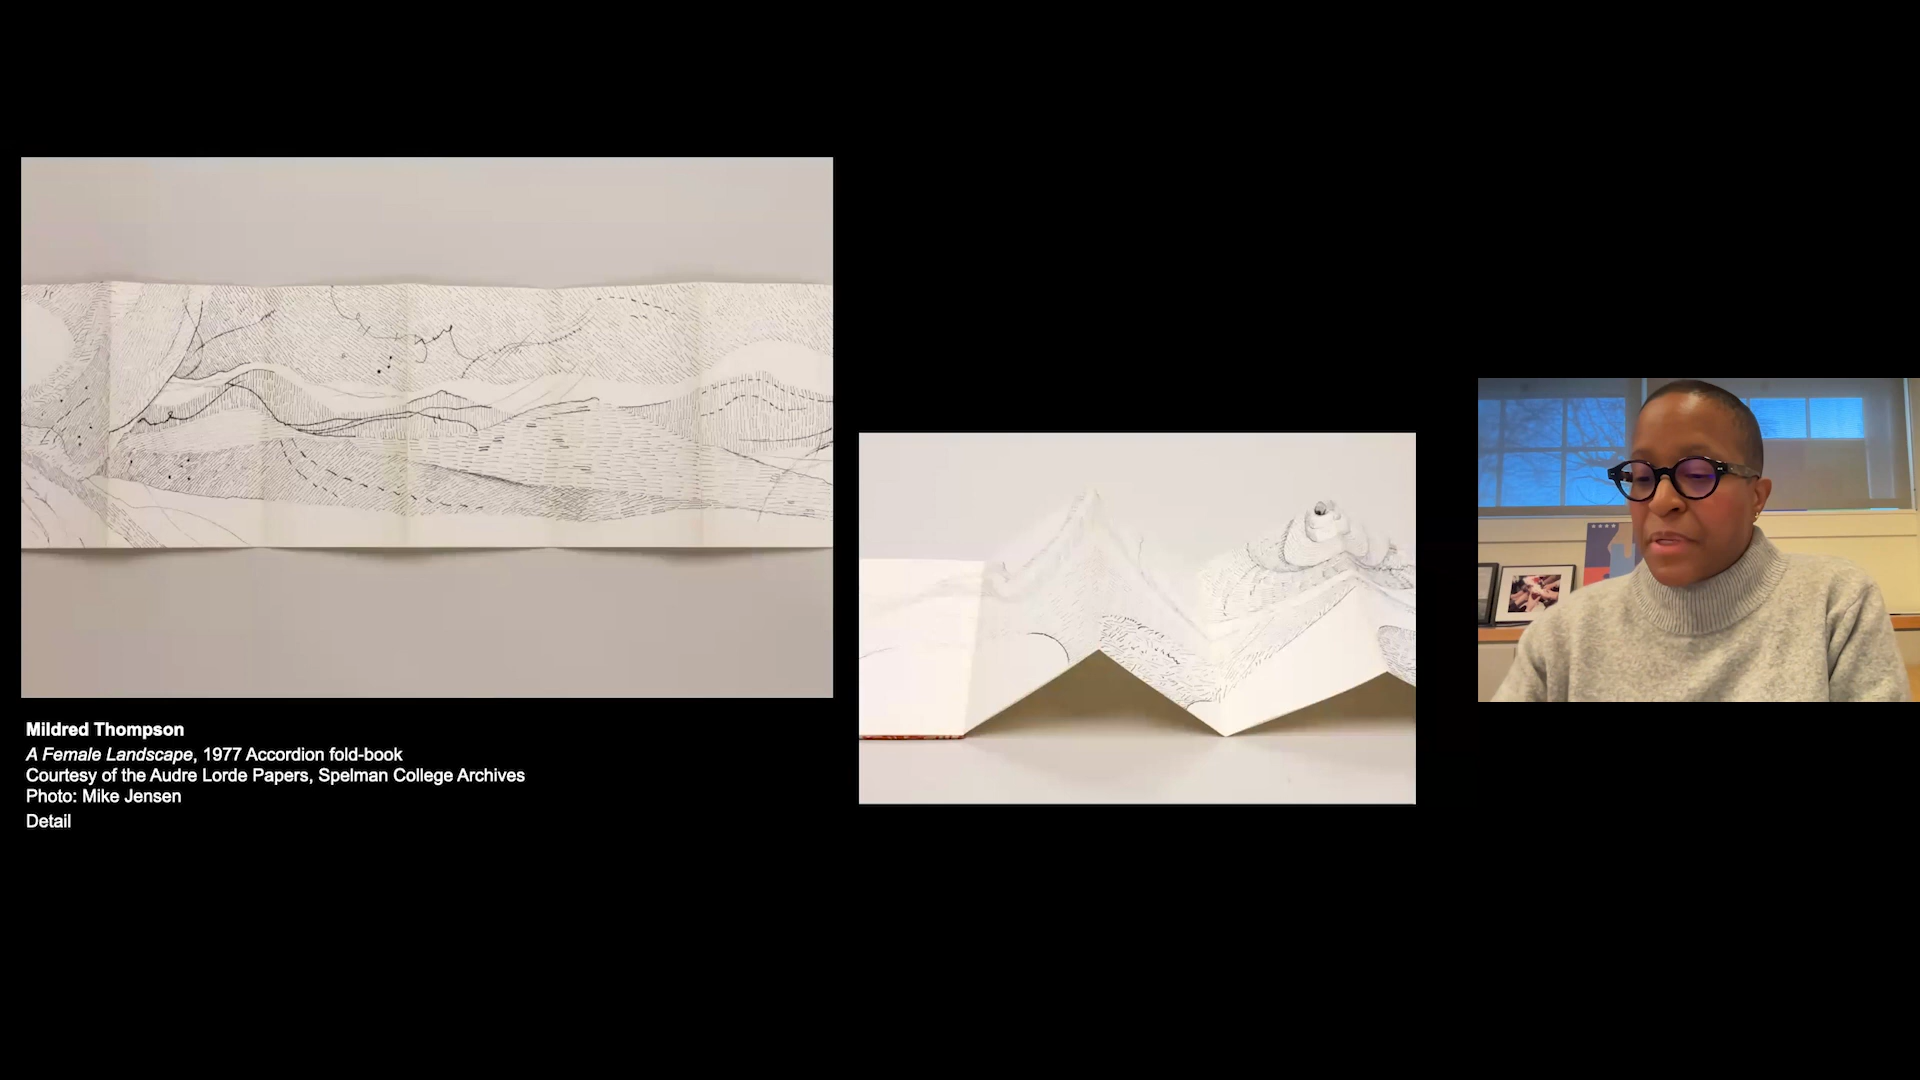 Mildred Thompson
A Female Landscape, 1977 Accordion fold-book
Courtesy of the Audre Lorde Papers, Spelman College Archives
Photo: Mike Jensen
Detail